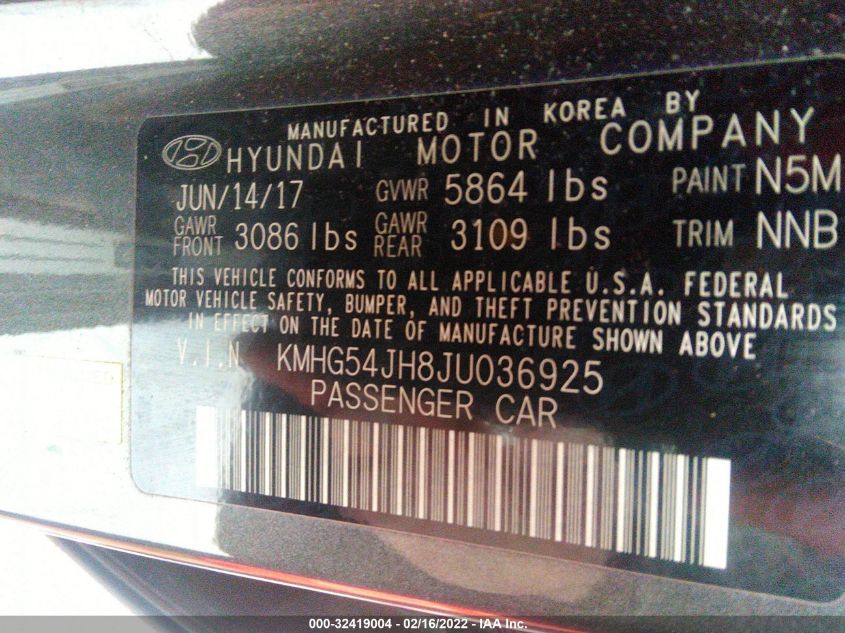 MANUFACTURED IN KOREA BY
HYUNDAI MOTOR COMPANY
JUN/14/17 GVWR 5864 lbs PAINT N5M
GAWR FRONT 3086 lbs GAWR REAR 3109 lbs TRIM NNB
THIS VEHICLE CONFORMS TO ALL APPLICABLE U.S.A. FEDERAL
MOTOR VEHICLE SAFETY, BUMPER, AND THEFT PREVENTION STANDARDS
IN EFFECT ON THE DATE OF MANUFACTURE SHOWN ABOVE
V.I.N KMHG54JH8JU036925
PASSENGER CAR
000-32419004 - 02/16/2022 - IAA Inc.